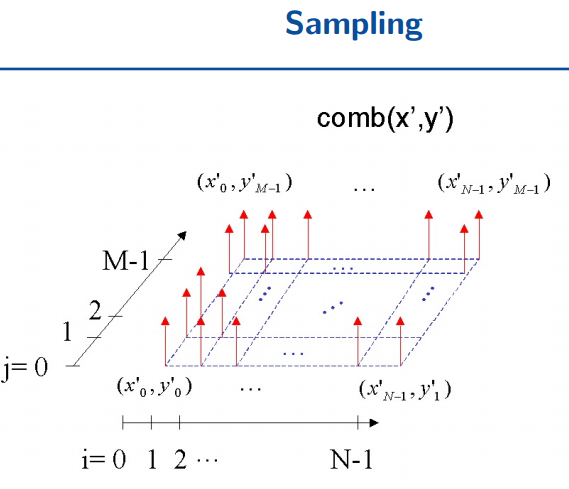 Sampling
comb(x',y')
(x'₀, y'_{M-1}) ... (x'_{N-1}, y'_{M-1})
M-1
2
1
j= 0
(x'₀, y'₀) ... (x'_{N-1}, y'₁)
i= 0 1 2 ... N-1